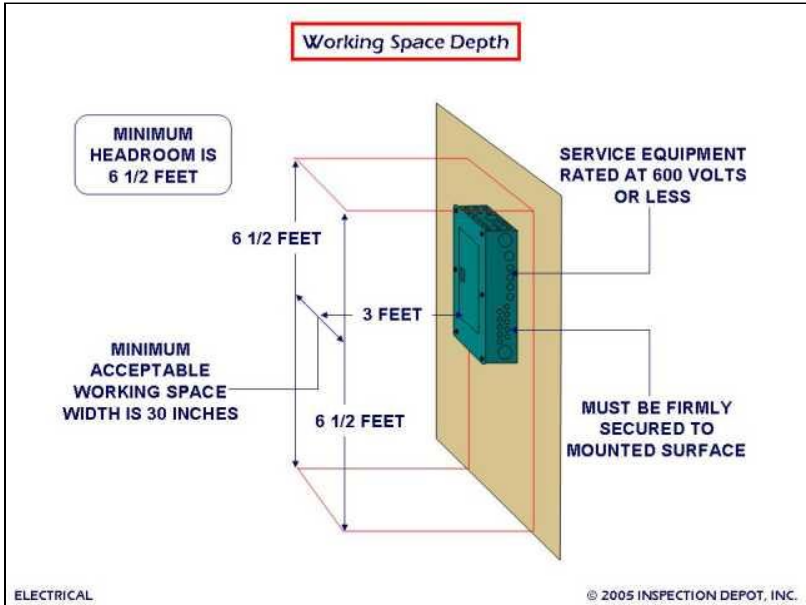 Working Space Depth
MINIMUM
HEADROOM IS
6 1/2 FEET
SERVICE EQUIPMENT
RATED AT 600 VOLTS
OR LESS
6 1/2 FEET
3 FEET
MINIMUM
ACCEPTABLE
WORKING SPACE
WIDTH IS 30 INCHES
6 1/2 FEET
MUST BE FIRMLY
SECURED TO
MOUNTED SURFACE
ELECTRICAL
© 2005 INSPECTION DEPOT, INC.